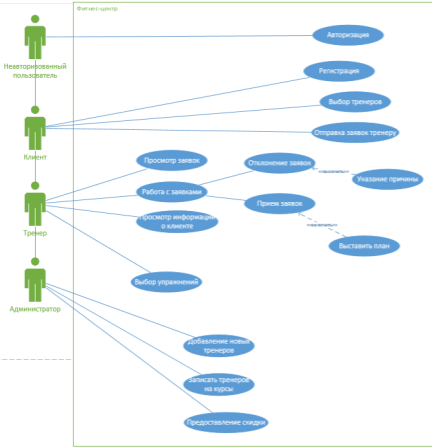 Фитнес-центр
Авторизация
Неавторизованный
пользователь
Регистрация
Выбор тренеров
Отправка заявок тренеру
Клиент
Просмотр заявок
Отклонение заявок
Указание причины
Работа с заявками
Прием заявок
Просмотр информации
о клиенте
Тренер
Выставить план
Выбор упражнений
Администратор
Добавление новых
тренеров
Записать тренеров
на курсы
Предоставление скидки